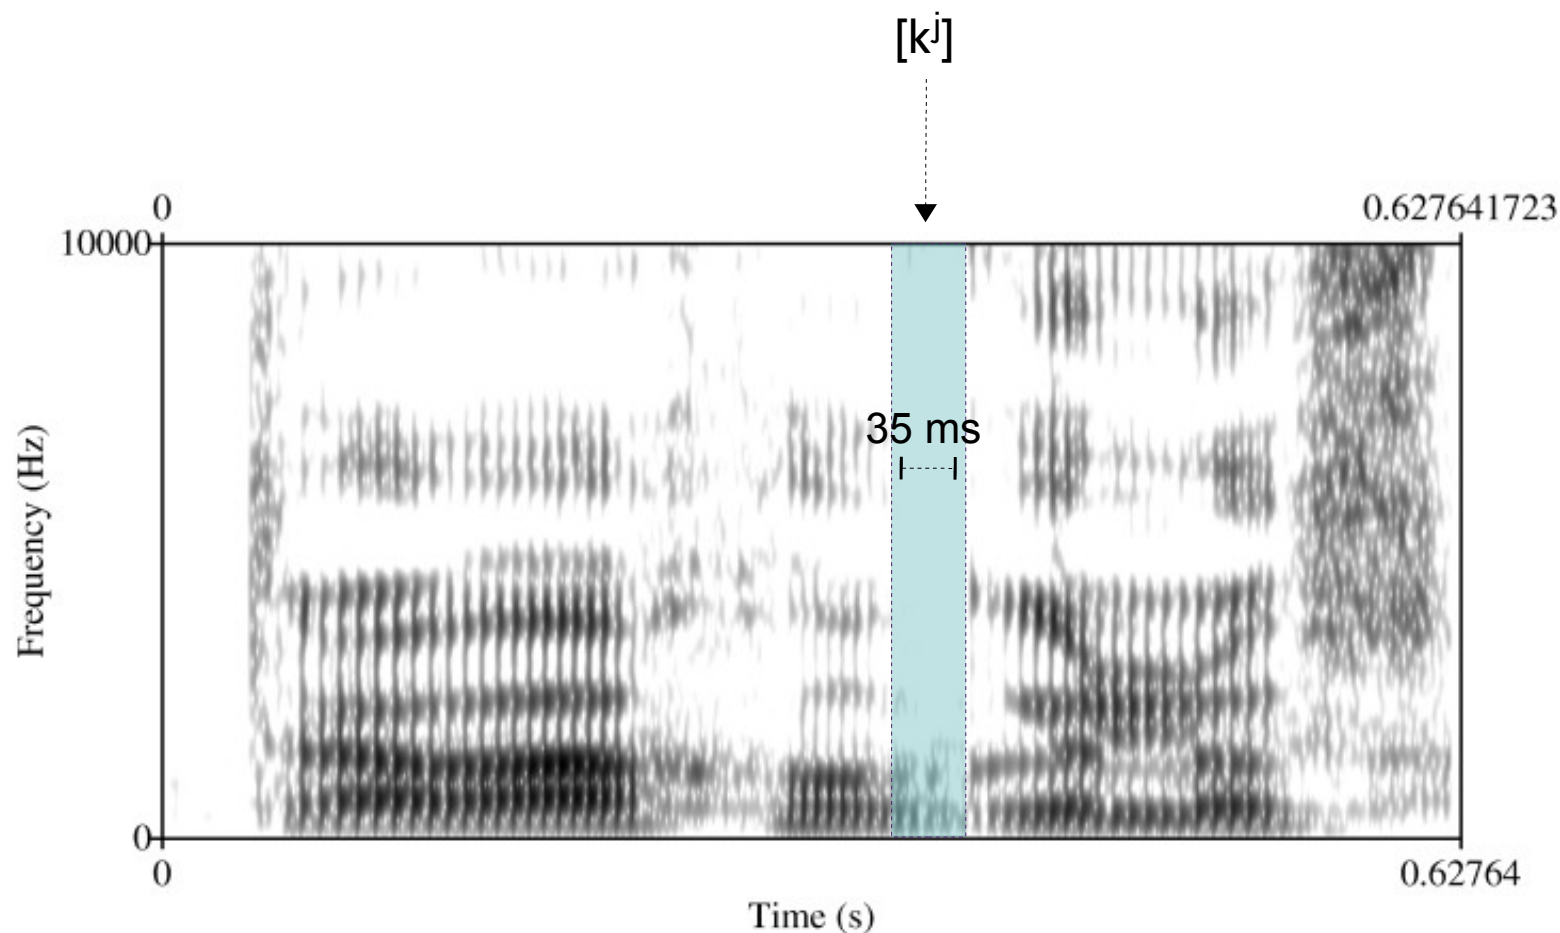 [kʲ]
0 0.627641723
10000
35 ms
Frequency (Hz)
0
0 0.62764
Time (s)